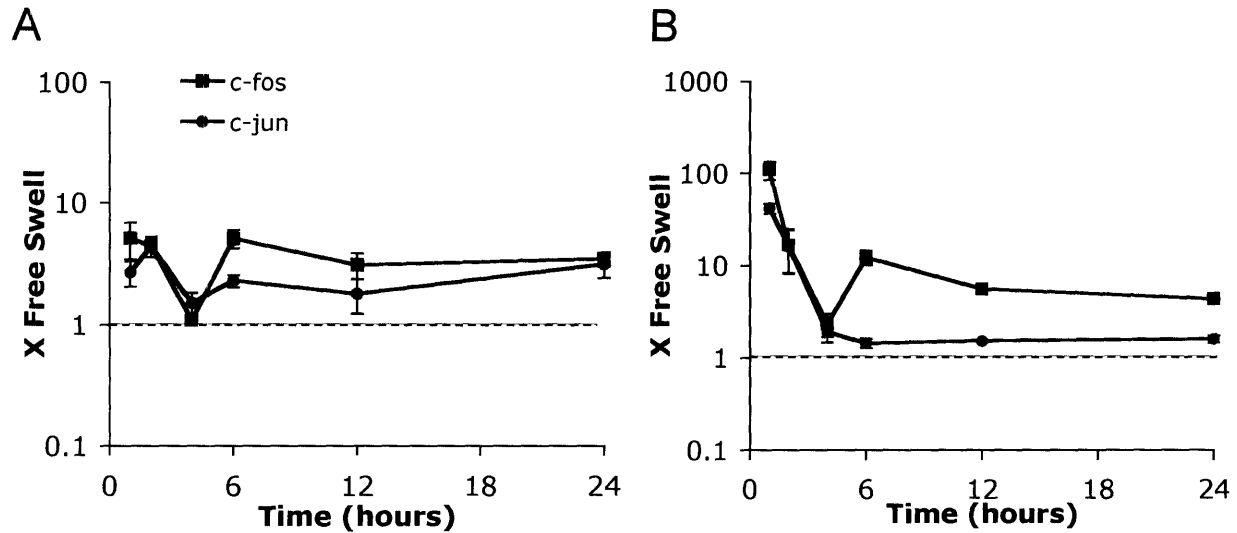 A
100
10
1
0.1
X Free Swell
c-fos
c-jun
0 6 12 18 24
Time (hours)
B
1000
100
10
1
0.1
X Free Swell
0 6 12 18 24
Time (hours)